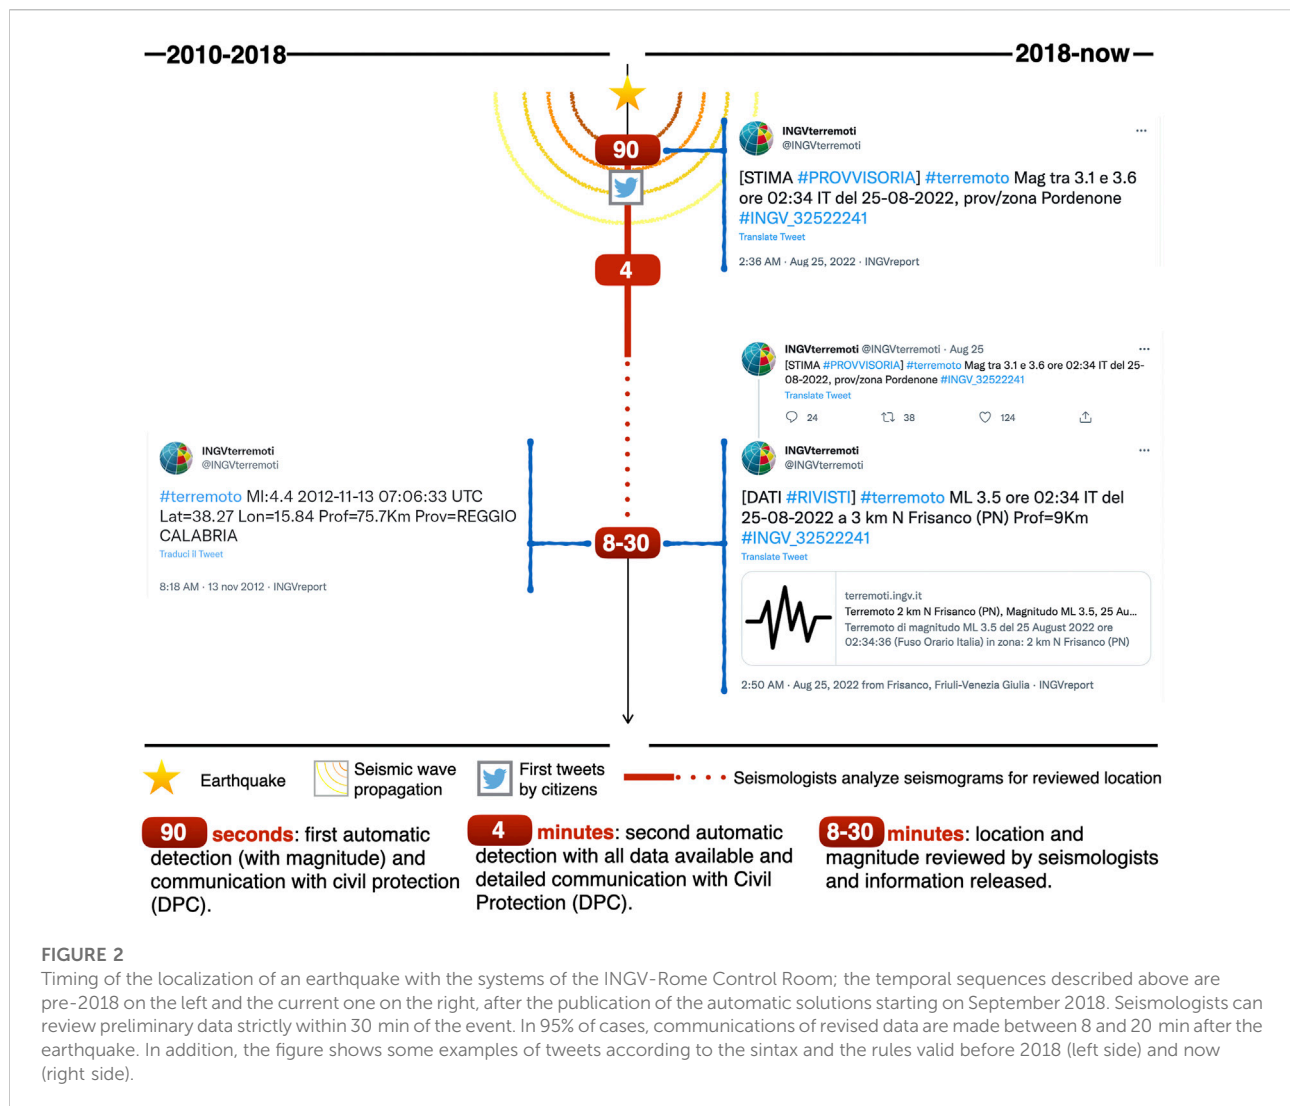 2010-2018
2018-now
90
INGVterremoti
@INGVterremoti
[STIMA #PROVVISORIA] #terremoto Mag tra 3.1 e 3.6
ore 02:34 IT del 25-08-2022, prov/zona Pordenone
#INGV_32522241
Translate Tweet
2:36 AM · Aug 25, 2022 · INGVreport
4
INGVterremoti @INGVterremoti · Aug 25
[STIMA #PROVVISORIA] #terremoto Mag tra 3.1 e 3.6 ore 02:34 IT del 25-
08-2022, prov/zona Pordenone #INGV_32522241
Translate Tweet
24 38 124
INGVterremoti
@INGVterremoti
#terremoto Ml:4.4 2012-11-13 07:06:33 UTC
Lat=38.27 Lon=15.84 Prof=75.7Km Prov=REGGIO
CALABRIA
Traduci il Tweet
8:18 AM · 13 nov 2012 · INGVreport
8-30
INGVterremoti
@INGVterremoti
[DATI #RIVISTI] #terremoto ML 3.5 ore 02:34 IT del
25-08-2022 a 3 km N Frisanco (PN) Prof=9Km
#INGV_32522241
Translate Tweet
terremoti.ingv.it
Terremoto 2 km N Frisanco (PN), Magnitudo ML 3.5, 25 Au...
Terremoto di magnitudo ML 3.5 del 25 August 2022 ore
02:34:36 (Fuso Orario Italia) in zona: 2 km N Frisanco (PN)
2:50 AM · Aug 25, 2022 from Frisanco, Friuli-Venezia Giulia · INGVreport
Earthquake
Seismic wave
propagation
First tweets
by citizens
Seismologists analyze seismograms for reviewed location
90 seconds: first automatic
detection (with magnitude) and
communication with civil protection
(DPC).
4 minutes: second automatic
detection with all data available and
detailed communication with Civil
Protection (DPC).
8-30 minutes: location and
magnitude reviewed by seismologists
and information released.
FIGURE 2
Timing of the localization of an earthquake with the systems of the INGV-Rome Control Room; the temporal sequences described above are
pre-2018 on the left and the current one on the right, after the publication of the automatic solutions starting on September 2018. Seismologists can
review preliminary data strictly within 30 min of the event. In 95% of cases, communications of revised data are made between 8 and 20 min after the
earthquake. In addition, the figure shows some examples of tweets according to the sintax and the rules valid before 2018 (left side) and now
(right side).